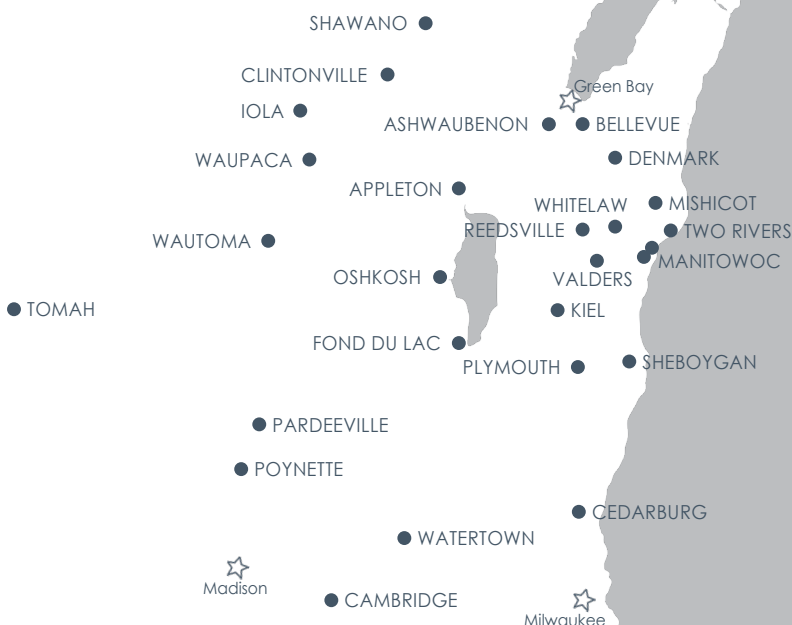 SHAWANO
CLINTONVILLE
Green Bay
IOLA
ASHWAUBENON
BELLEVUE
WAUPACA
DENMARK
APPLETON
WHITELAW
MISHICOT
REEDSVILLE
TWO RIVERS
WAUTOMA
MANITOWOC
OSHKOSH
VALDERS
TOMAH
KIEL
FOND DU LAC
PLYMOUTH
SHEBOYGAN
PARDEEVILLE
POYNETTE
CEDARBURG
WATERTOWN
Madison
CAMBRIDGE
Milwaukee